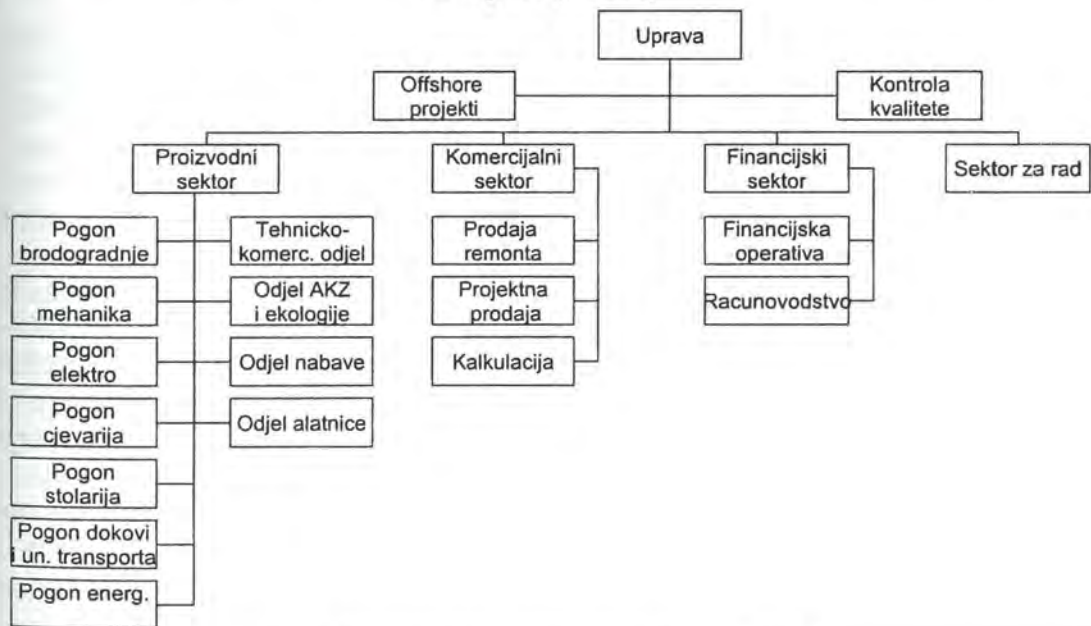 Uprava
Offshore
projekti
Kontrola
kvalitete
Proizvodni
sektor
Komercijalni
sektor
Financijski
sektor
Sektor za rad
Pogon
brodogradnje
Tehnicko-
komerc. odjel
Prodaja
remonta
Financijska
operativa
Pogon
mehanika
Odjel AKZ
i ekologije
Projektna
prodaja
Racunovodstvo
Pogon
elektro
Odjel nabave
Kalkulacija
Pogon
cjevarija
Odjel alatnice
Pogon
stolarija
Pogon dokovi
i un. transporta
Pogon energ.